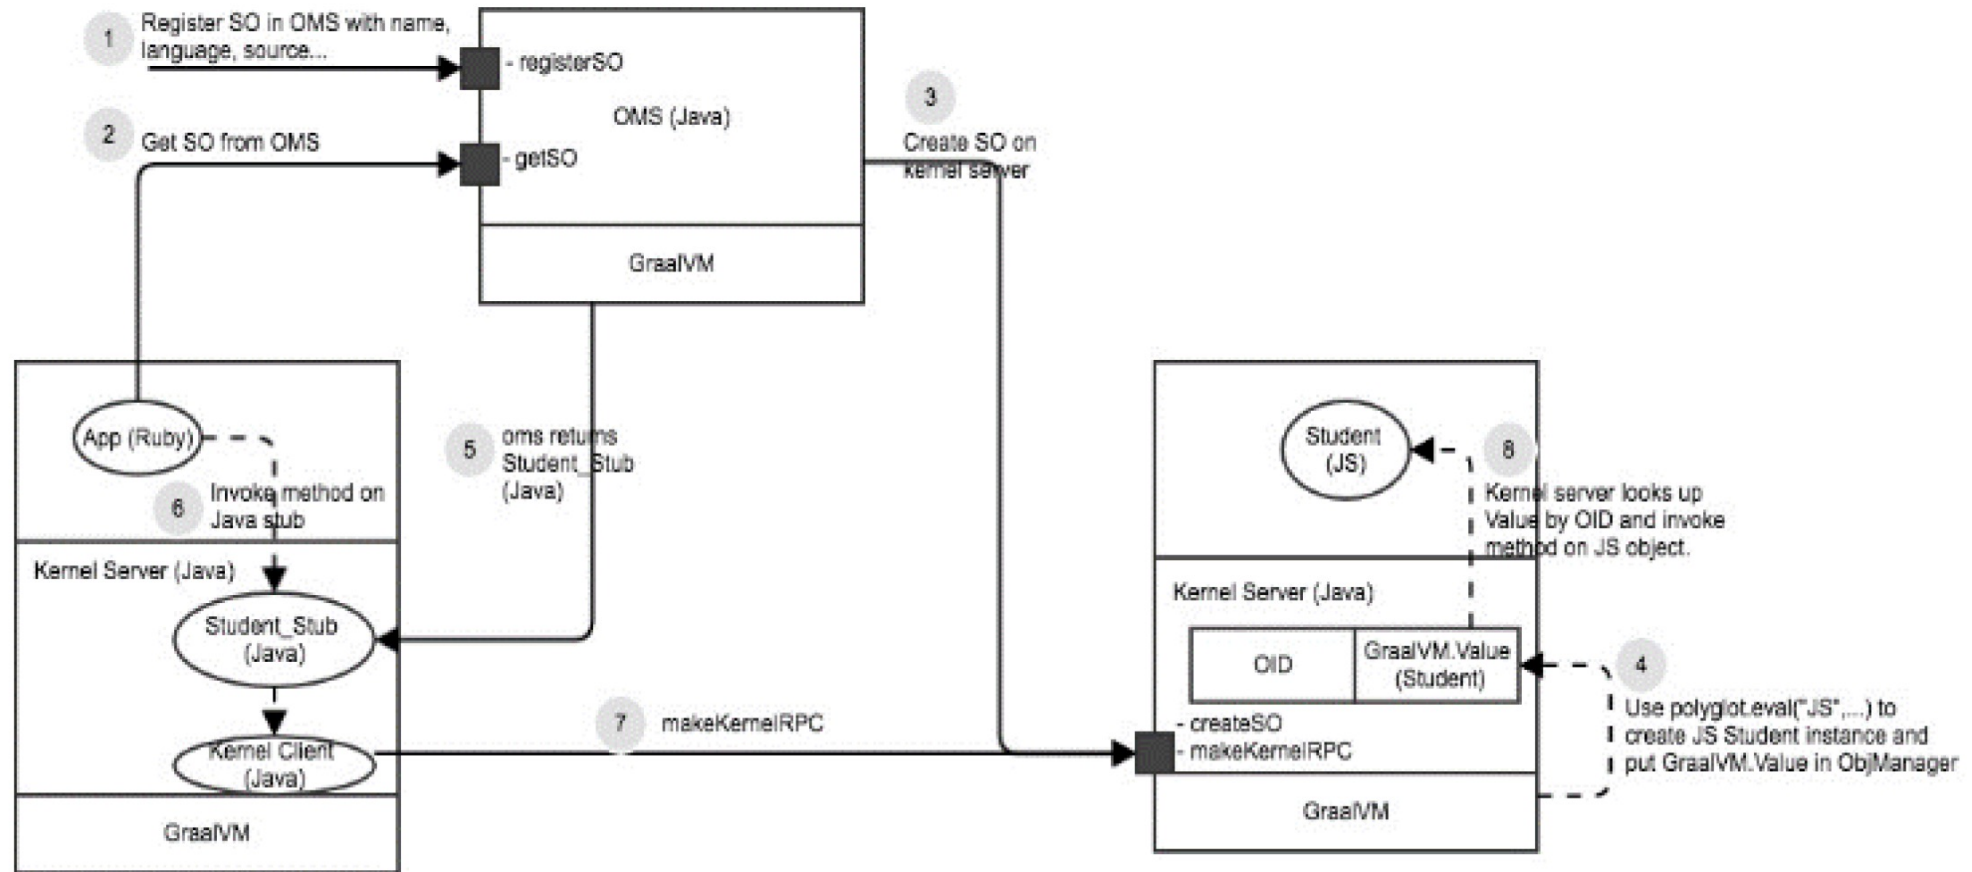 1
Register SO in OMS with name,
language, source...
- registerSO
OMS (Java)
2
Get SO from OMS
- getSO
3
Create SO on
kernel server
GraalVM
App (Ruby)
5
oms returns
Student_Stub
(Java)
6
Invoke method on
Java stub
Kernel Server (Java)
Student_Stub
(Java)
Kernel Client
(Java)
GraalVM
7
makeKernelRPC
Student
(JS)
8
Kernel server looks up
Value by OID and invoke
method on JS object.
Kernel Server (Java)
OID
GraalVM.Value
(Student)
- createSO
- makeKernelRPC
GraalVM
4
Use polyglot.eval("JS",...) to
create JS Student instance and
put GraalVM.Value in ObjManager